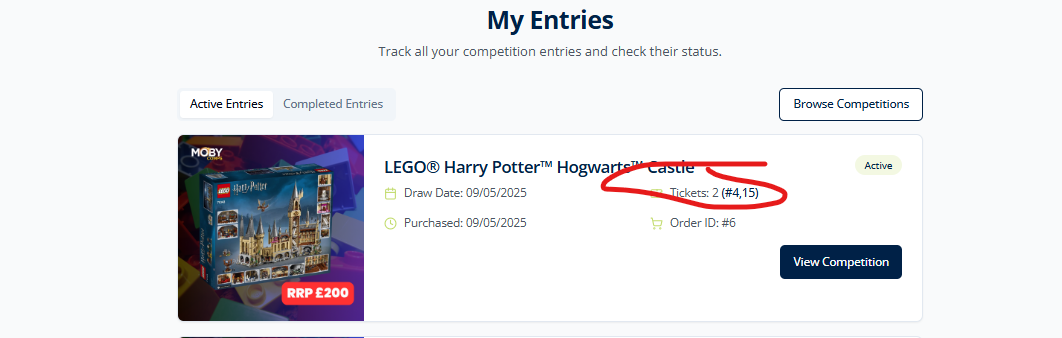 My Entries
Track all your competition entries and check their status.
Active Entries
Completed Entries
Browse Competitions
MOBY
COMPS
LEGO
Harry Potter
RRP £200
LEGO® Harry Potter™ Hogwarts™ Castle
Active
Draw Date: 09/05/2025
Tickets: 2 (#4,15)
Purchased: 09/05/2025
Order ID: #6
View Competition